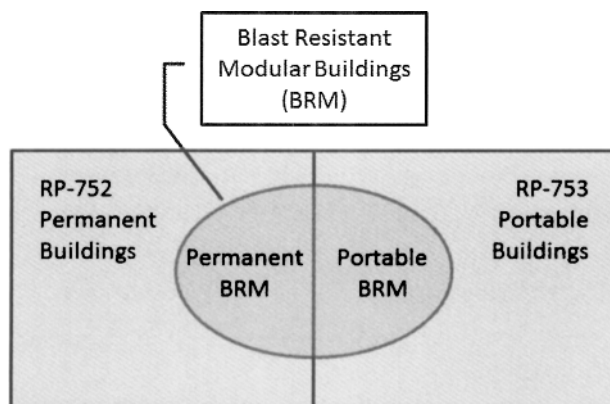 Blast Resistant
Modular Buildings
(BRM)
RP-752
Permanent
Buildings
RP-753
Portable
Buildings
Permanent
BRM
Portable
BRM